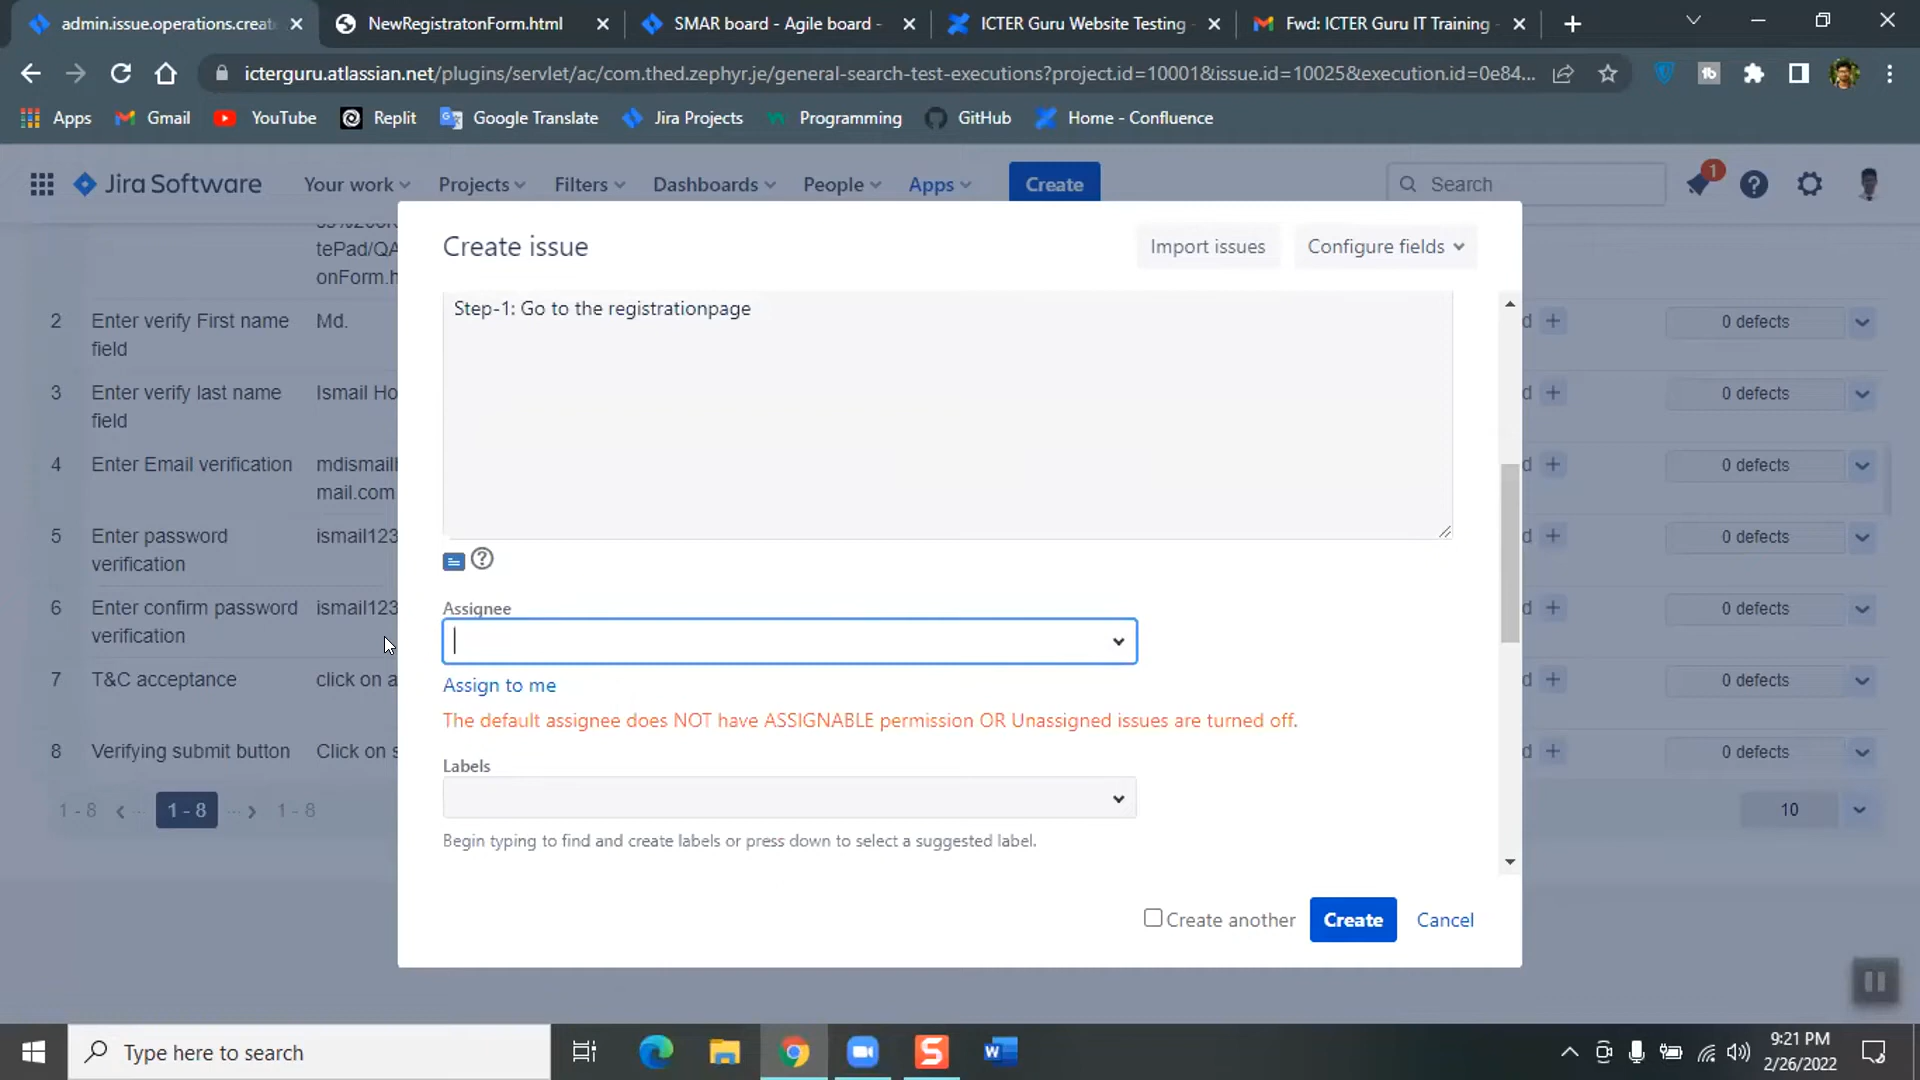 admin.issue.operations.creat
NewRegistratonForm.html
SMAR board - Agile board -
ICTER Guru Website Testing
Fwd: ICTER Guru IT Training -
icterguru.atlassian.net/plugins/servlet/ac/com.thed.zephyr.je/general-search-test-executions?project.id=10001&issue.id=10025&execution.id=0e84...
Apps
Gmail
YouTube
Replit
Google Translate
Jira Projects
Programming
GitHub
Home - Confluence
Jira Software
Your work
Projects
Filters
Dashboards
People
Apps
Create
Search
1
Create issue
Import issues
Configure fields
tePad/QA
onForm.h
Step-1: Go to the registrationpage
2 Enter verify First name field Md. d 0 defects
3 Enter verify last name field Ismail Ho d 0 defects
4 Enter Email verification mdismailh mail.com d 0 defects
5 Enter password verification ismail123 d 0 defects
6 Enter confirm password verification ismail123 d 0 defects
7 T&C acceptance click on a d 0 defects
8 Verifying submit button Click on s d 0 defects
Assignee
Assign to me
The default assignee does NOT have ASSIGNABLE permission OR Unassigned issues are turned off.
Labels
Begin typing to find and create labels or press down to select a suggested label.
1 - 8 1 - 8 1 - 8
10
Create another
Create
Cancel
Type here to search
9:21 PM
2/26/2022